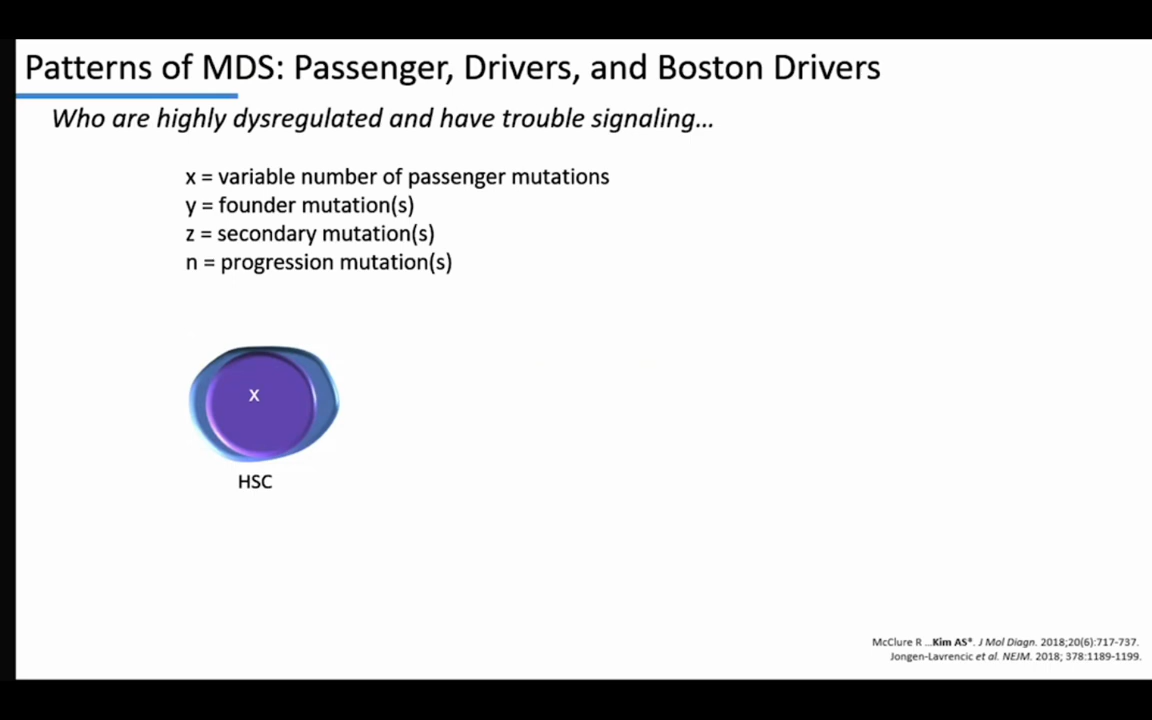 Patterns of MDS: Passenger, Drivers, and Boston Drivers
Who are highly dysregulated and have trouble signaling...
x = variable number of passenger mutations
y = founder mutation(s)
z = secondary mutation(s)
n = progression mutation(s)
x
HSC
McClure R ...Kim AS*. J Mol Diagn. 2018;20(6):717-737.
Jongen-Lavrencic et al. NEJM. 2018; 378:1189-1199.